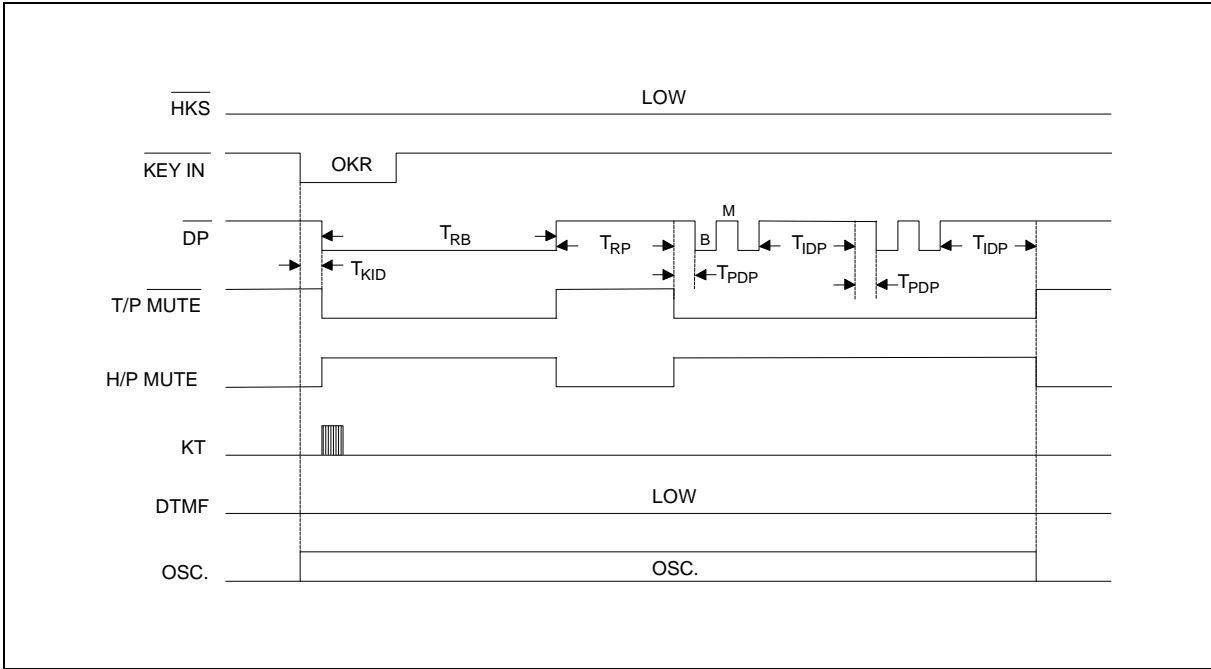 HKS LOW
KEY IN OKR
DP TRB TRP B M TIDP TIDP
TKID TPDP TPDP
T/P MUTE
H/P MUTE
KT
DTMF LOW
OSC. OSC.